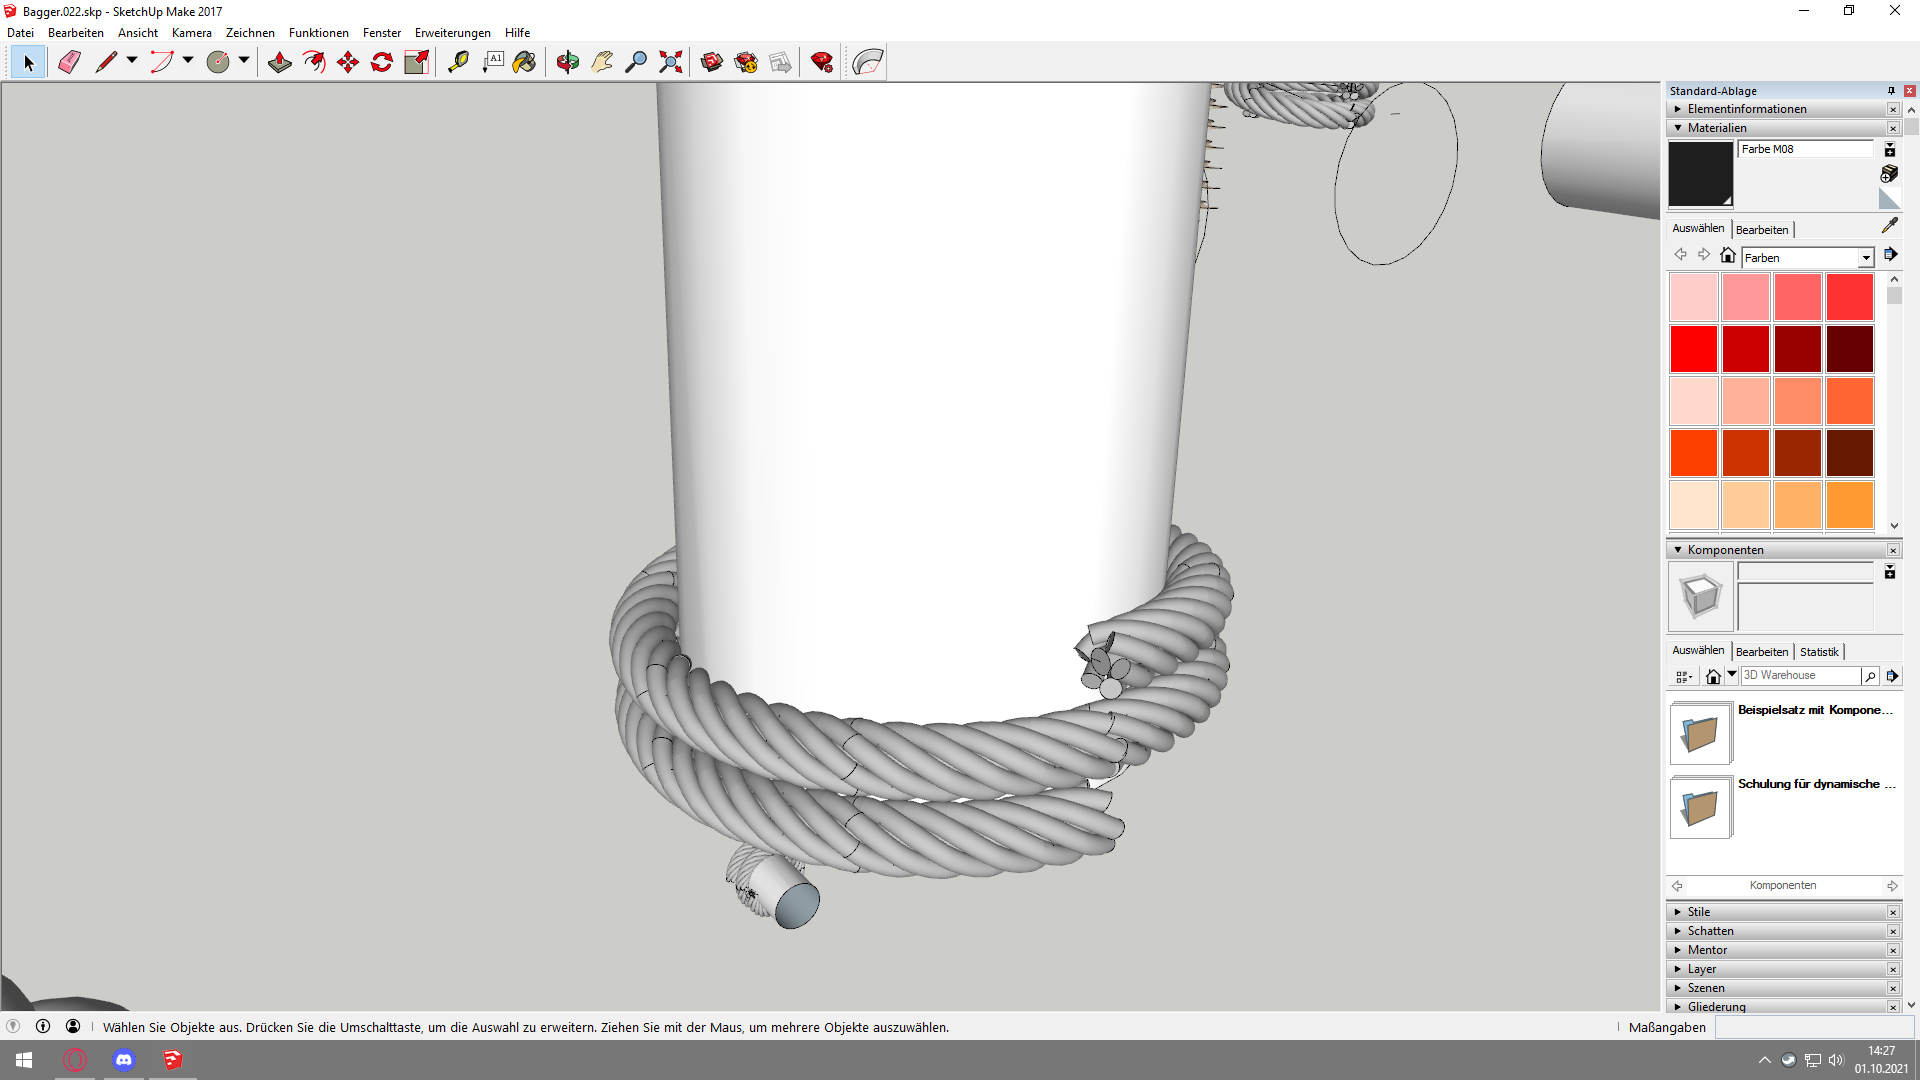 Bagger.022.skp - SketchUp Make 2017
Datei Bearbeiten Ansicht Kamera Zeichnen Funktionen Fenster Erweiterungen Hilfe
A1
Standard-Ablage
Elementinformationen
Materialien
Farbe M08
Auswählen Bearbeiten
Farben
Komponenten
Auswählen Bearbeiten Statistik
3D Warehouse
Beispielsatz mit Kompone...
Schulung für dynamische ...
Komponenten
Stile
Schatten
Mentor
Layer
Szenen
Gliederung
Wählen Sie Objekte aus. Drücken Sie die Umschalttaste, um die Auswahl zu erweitern. Ziehen Sie mit der Maus, um mehrere Objekte auszuwählen.
Maßangaben
14:27
01.10.2021